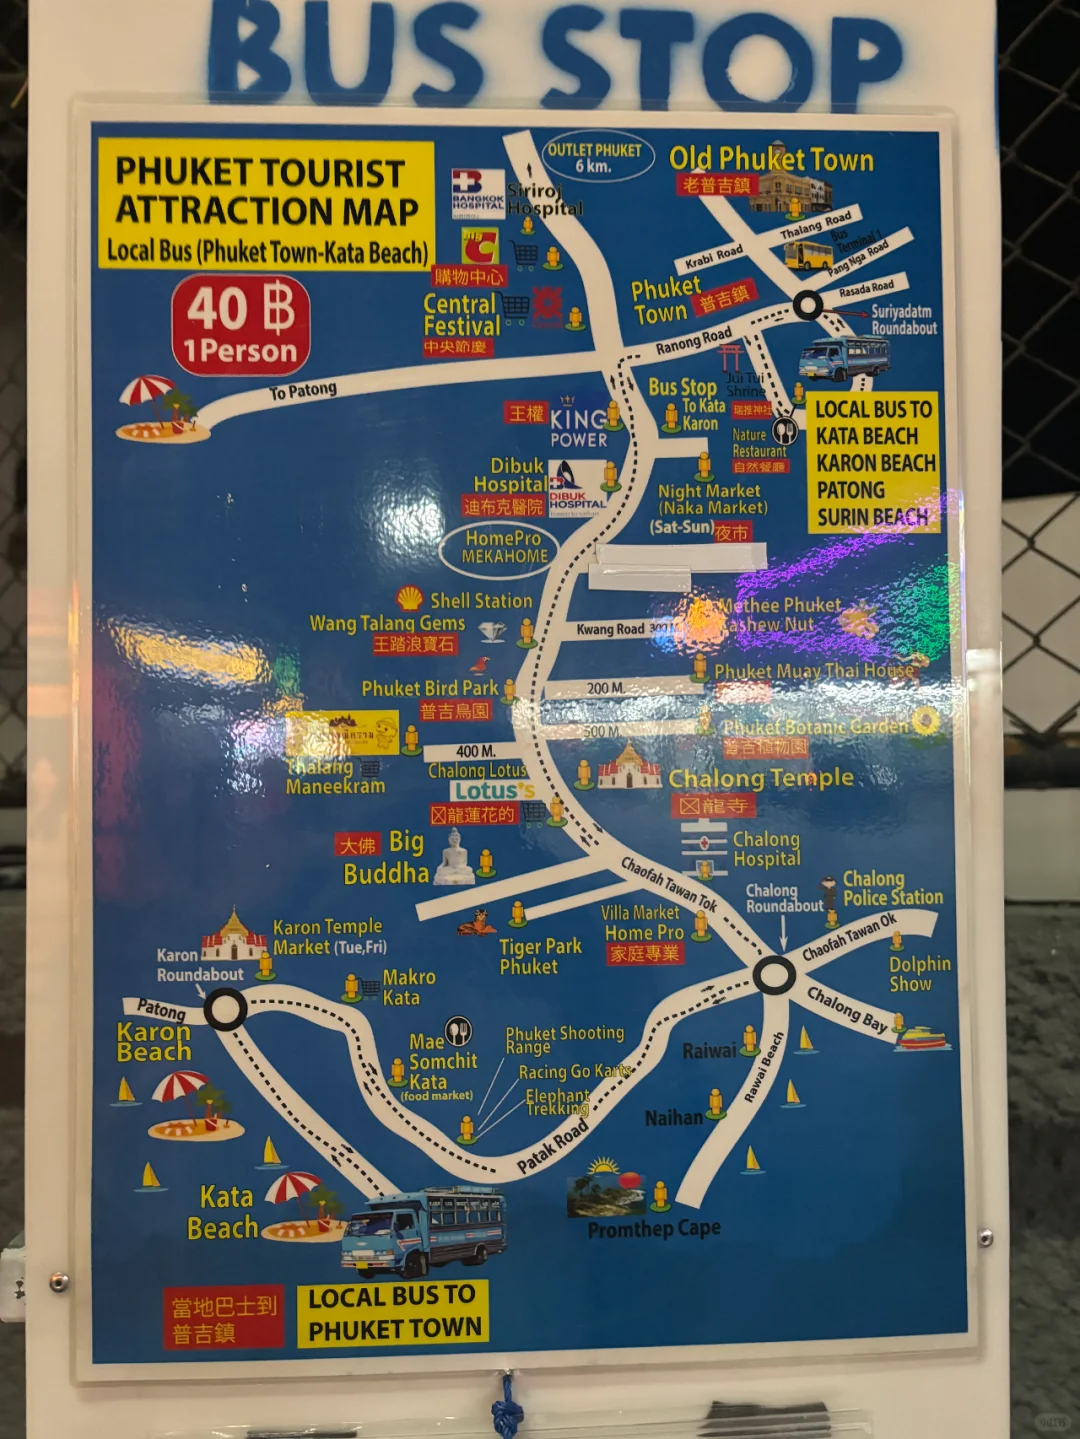 BUS STOP
PHUKET TOURIST
ATTRACTION MAP
Local Bus (Phuket Town-Kata Beach)
40 ฿
1Person
OUTLET PHUKET
6 km.
Old Phuket Town
老普吉鎮
BANGKOK
HOSPITAL
Siriroj
Hospital
Big
C
購物中心
Central
Festival
中央節慶
Thalang Road
Krabi Road
Bus
Terminal 1
Pang Nga Road
Rasada Road
Phuket
Town
普吉鎮
Suriyadatm
Roundabout
Ranong Road
To Patong
Jui Tui
Shrine
瑞推神社
Bus Stop
To Kata
Karon
王權
KING
POWER
Nature
Restaurant
自然餐廳
LOCAL BUS TO
KATA BEACH
KARON BEACH
PATONG
SURIN BEACH
Dibuk
Hospital
迪布克醫院
DIBUK
HOSPITAL
Night Market
(Naka Market)
(Sat-Sun)
夜市
HomePro
MEKAHOME
Shell Station
Wang Talang Gems
王踏浪寶石
Kwang Road 300 M.
Methee Phuket
Cashew Nut
Phuket Bird Park
普吉鳥園
200 M.
Phuket Muay Thai House
500 M.
Phuket Botanic Garden
普吉植物園
Thalang
Maneekram
400 M.
Chalong Lotus
Lotus's
龍蓮花的
Chalong Temple
龍寺
大佛
Big
Buddha
Chalong
Hospital
Chaofah Tawan Tok
Chalong
Roundabout
Chalong
Police Station
Villa Market
Home Pro
家庭專業
Chaofah Tawan Ok
Tiger Park
Phuket
Dolphin
Show
Karon Temple
Market (Tue,Fri)
Karon
Roundabout
Makro
Kata
Patong
Karon
Beach
Chalong Bay
Mae
Somchit
Kata
(food market)
Phuket Shooting
Range
Racing Go Karts
Elephant
Trekking
Raiwai
Rawai Beach
Naihan
Patak Road
Kata
Beach
Promthep Cape
當地巴士到
普吉鎮
LOCAL BUS TO
PHUKET TOWN